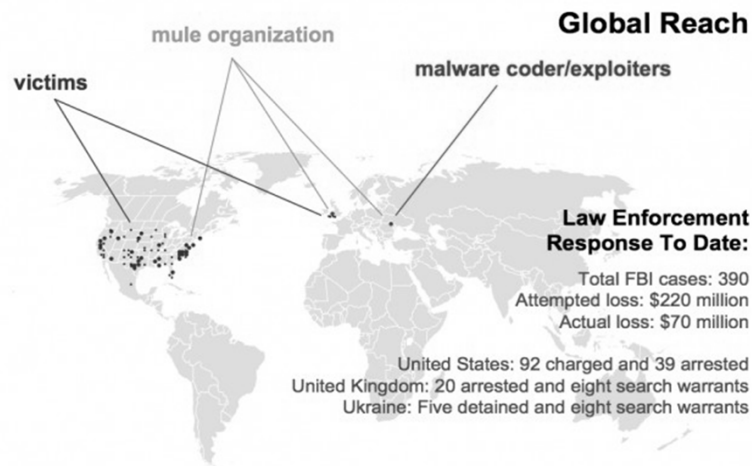 Global Reach
mule organization
malware coder/exploiters
victims
Law Enforcement
Response To Date:
Total FBI cases: 390
Attempted loss: $220 million
Actual loss: $70 million
United States: 92 charged and 39 arrested
United Kingdom: 20 arrested and eight search warrants
Ukraine: Five detained and eight search warrants